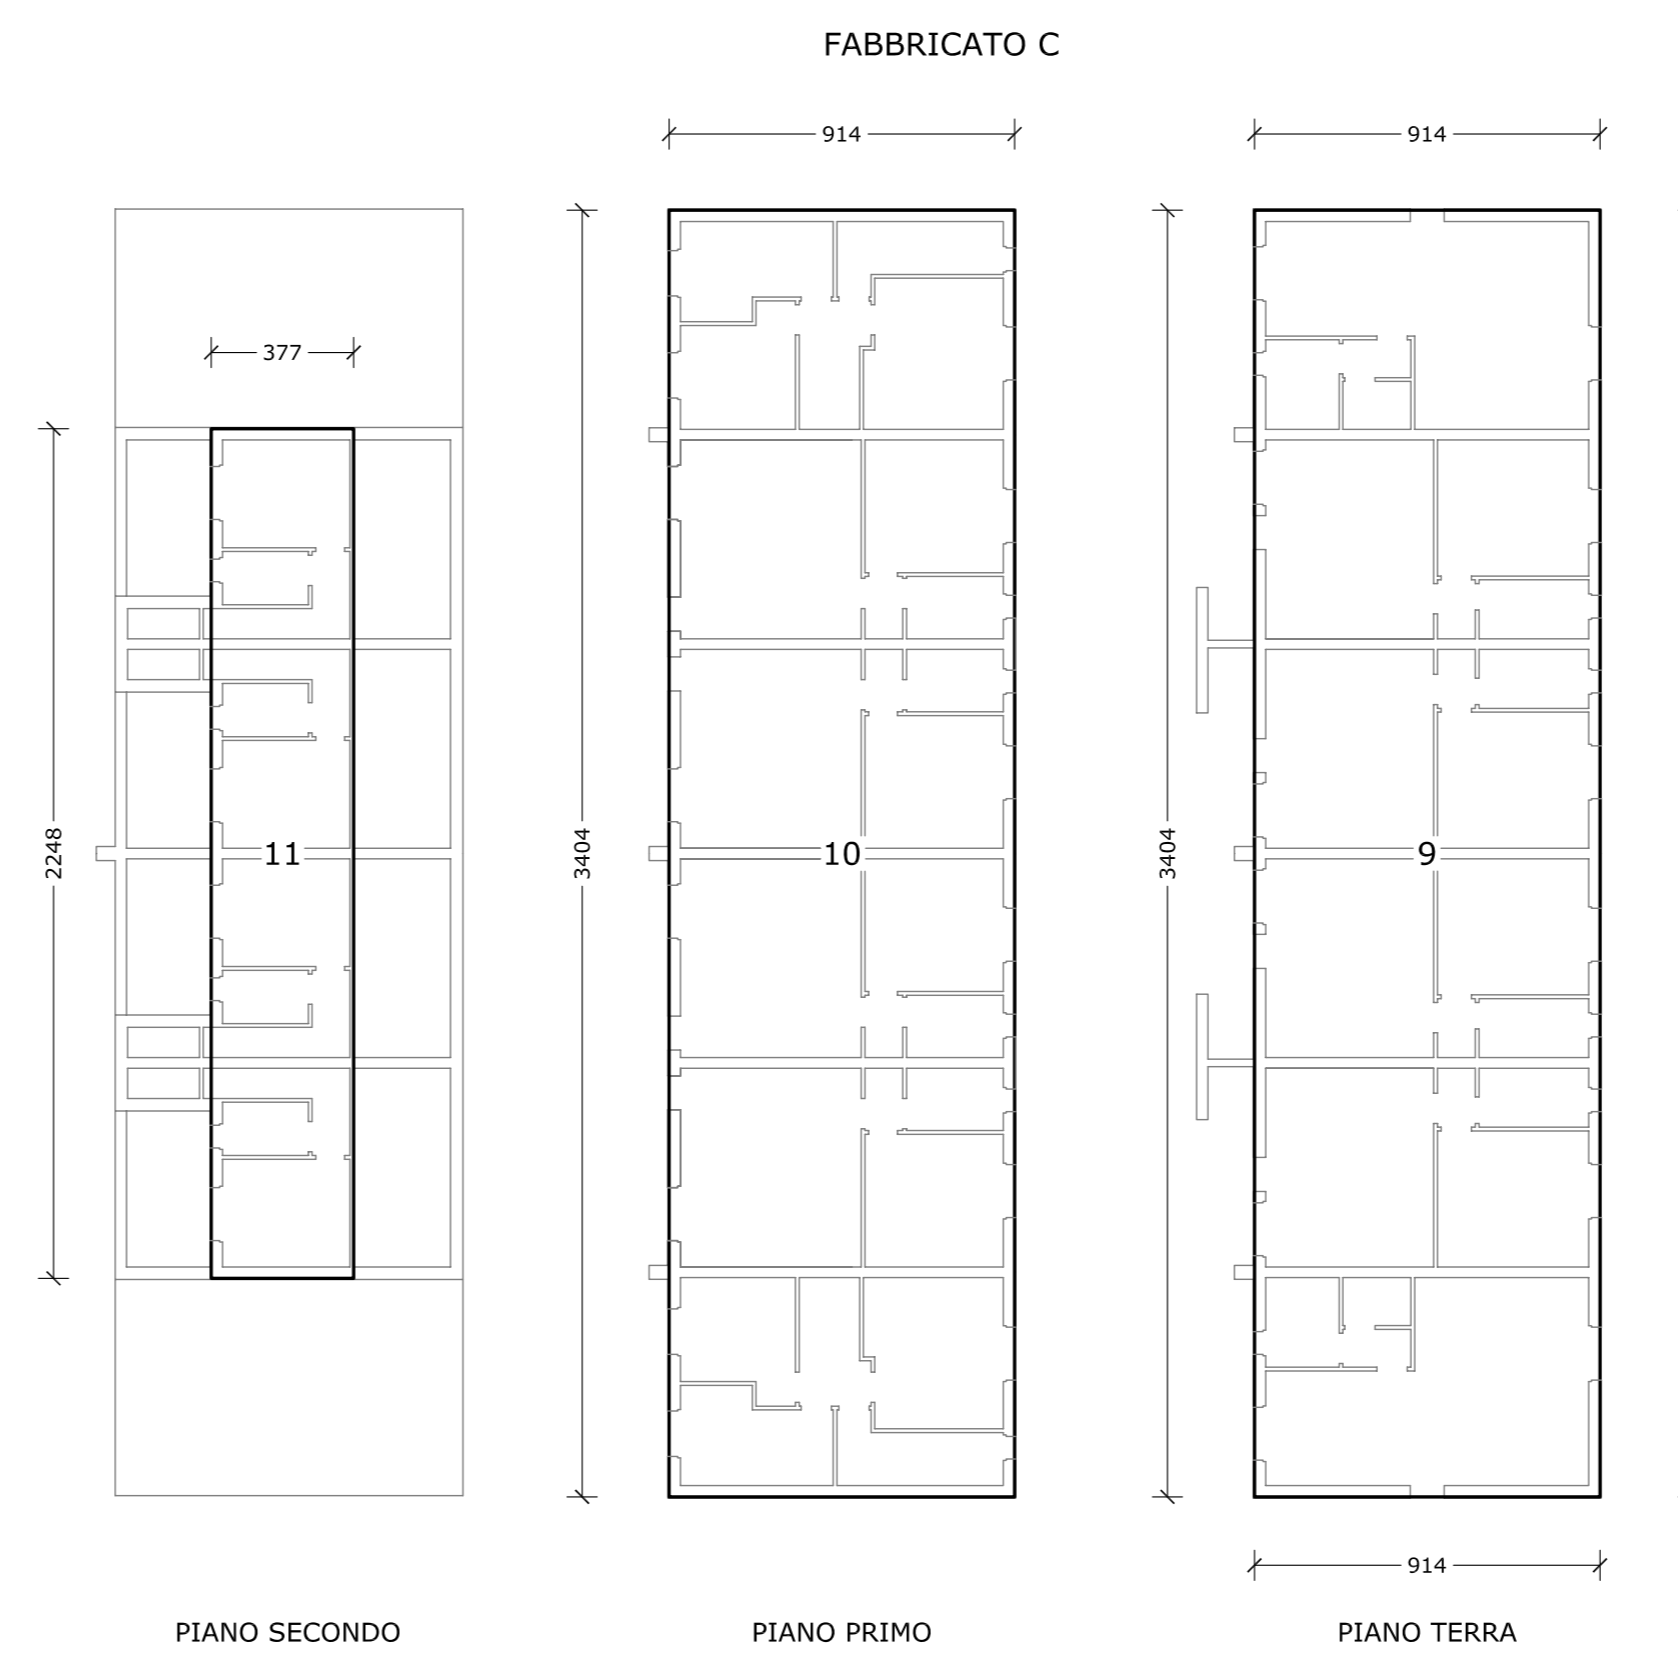 FABBRICATO C
914
914
377
2248
3404
3404
11
10
9
914
PIANO SECONDO
PIANO PRIMO
PIANO TERRA